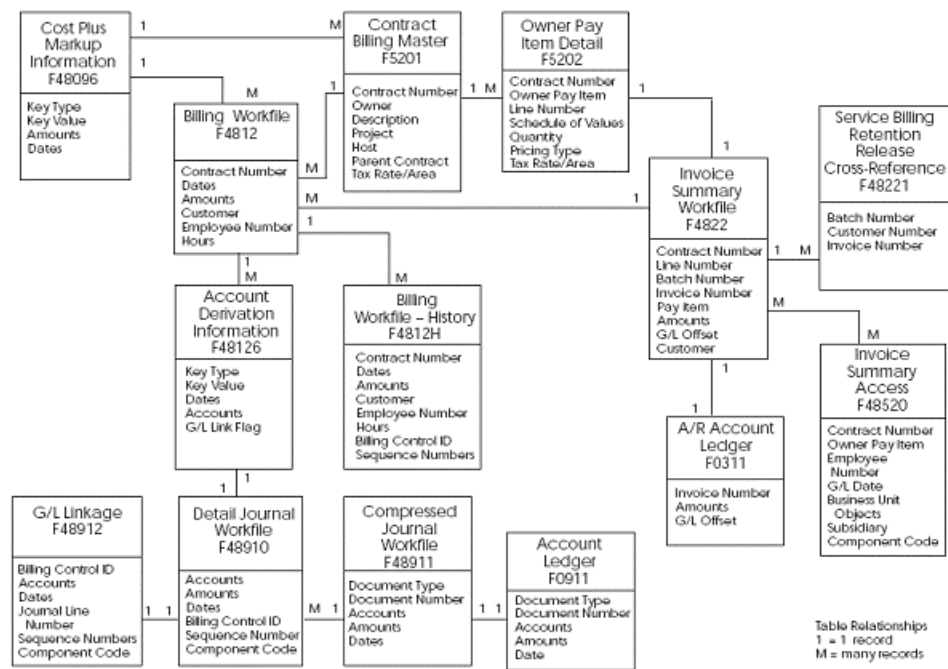 Cost Plus
Markup
Information
F48096
Key Type
Key Value
Amounts
Dates
1
M
1
M
Contract
Billing Master
F5201
Contract Number
Owner
Description
Project
Host
Parent Contract
Tax Rate/Area
1
M
Owner Pay
Item Detail
F5202
Contract Number
Owner Pay Item
Line Number
Schedule of Values
Quantity
Pricing Type
Tax Rate/Area
1
1
Billing Workfile
F4812
Contract Number
Dates
Amounts
Customer
Employee Number
Hours
1
M
M
1
1
M
1
M
Invoice
Summary
Workfile
F4822
Contract Number
Line Number
Batch Number
Invoice Number
Pay Item
Amounts
G/L Offset
Customer
1
M
M
M
1
1
Service Billing
Retention
Release
Cross-Reference
F48221
Batch Number
Customer Number
Invoice Number
Account
Derivation
Information
F48126
Key Type
Key Value
Dates
Accounts
G/L Link Flag
1
1
Billing
Workfile – History
F4812H
Contract Number
Dates
Amounts
Customer
Employee Number
Hours
Billing Control ID
Sequence Numbers
A/R Account
Ledger
F0311
Invoice Number
Amounts
G/L Offset
Invoice
Summary
Access
F48520
Contract Number
Owner Pay Item
Employee
Number
G/L Date
Business Unit
Objects
Subsidiary
Component Code
G/L Linkage
F48912
Billing Control ID
Accounts
Dates
Journal Line
Number
Sequence Numbers
Component Code
1
1
Detail Journal
Workfile
F48910
Accounts
Amounts
Dates
Billing Control ID
Sequence Number
Component Code
M
1
Compressed
Journal
Workfile
F48911
Document Type
Document Number
Accounts
Amounts
Dates
1
1
Account
Ledger
F0911
Document Type
Document Number
Accounts
Amounts
Date
Table Relationships
1 = 1 record
M = many records